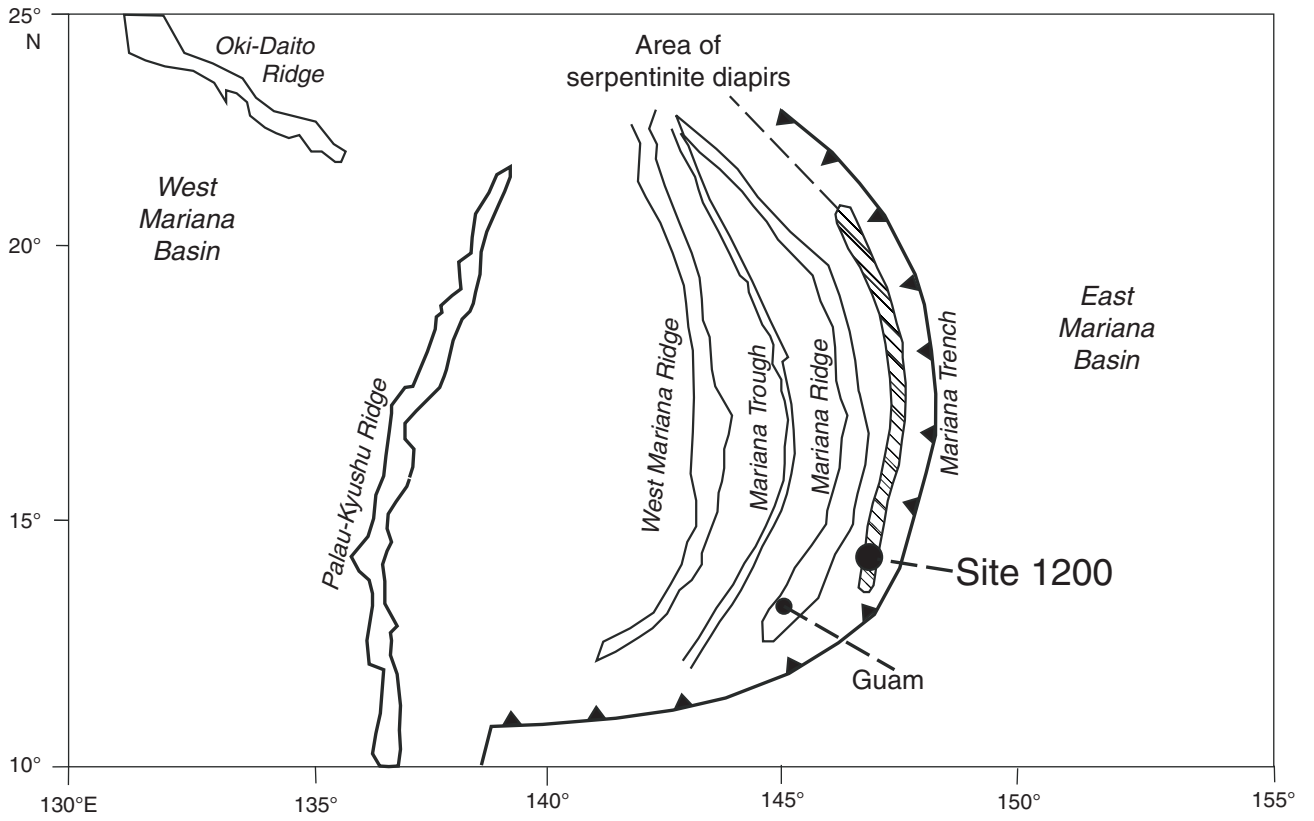 25°
N
Oki-Daito
Ridge
Area of
serpentinite diapirs
West
Mariana
Basin
20°
East
Mariana
Basin
Palau-Kyushu Ridge
West Mariana Ridge
Mariana Trough
Mariana Ridge
Mariana Trench
15°
Site 1200
Guam
10°
130°E
135°
140°
145°
150°
155°